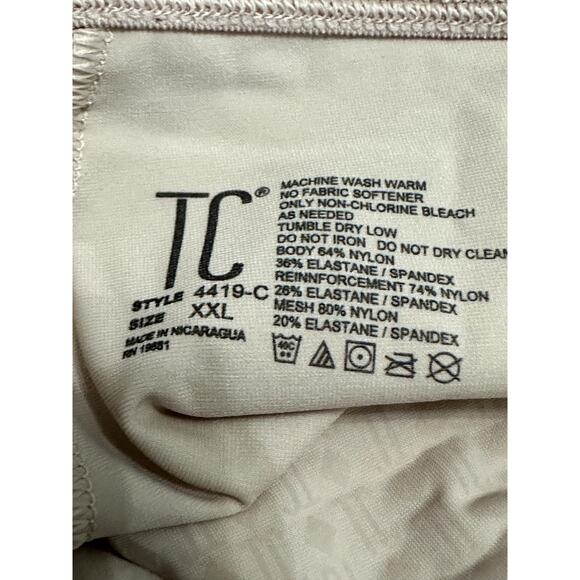 TC®
STYLE 4419-C
SIZE XXL
MADE IN NICARAGUA
RN 19881
MACHINE WASH WARM
NO FABRIC SOFTENER
ONLY NON-CHLORINE BLEACH
AS NEEDED
TUMBLE DRY LOW
DO NOT IRON DO NOT DRY CLEAN
BODY 64% NYLON
36% ELASTANE / SPANDEX
REINNFORCEMENT 74% NYLON
26% ELASTANE / SPANDEX
MESH 80% NYLON
20% ELASTANE / SPANDEX
40C
TC